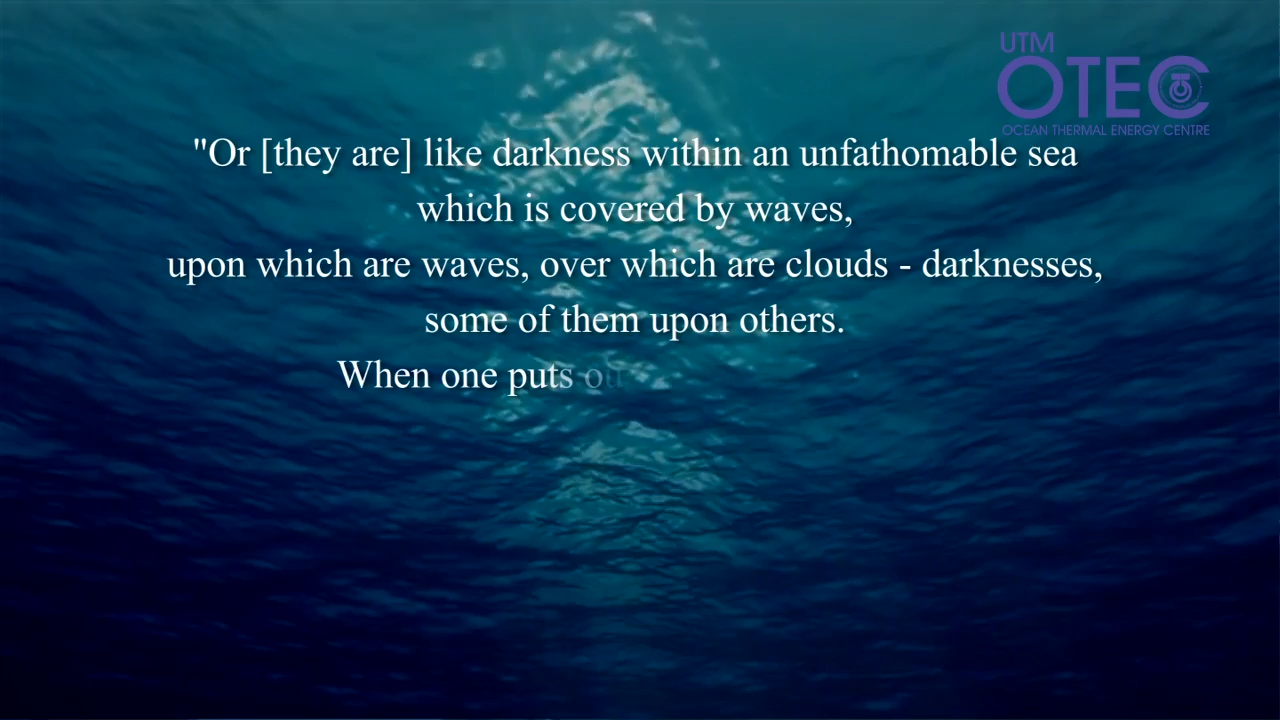 UTM
OTEC
OCEAN THERMAL ENERGY CENTRE
"Or [they are] like darkness within an unfathomable sea
which is covered by waves,
upon which are waves, over which are clouds - darknesses,
some of them upon others.
When one puts ou